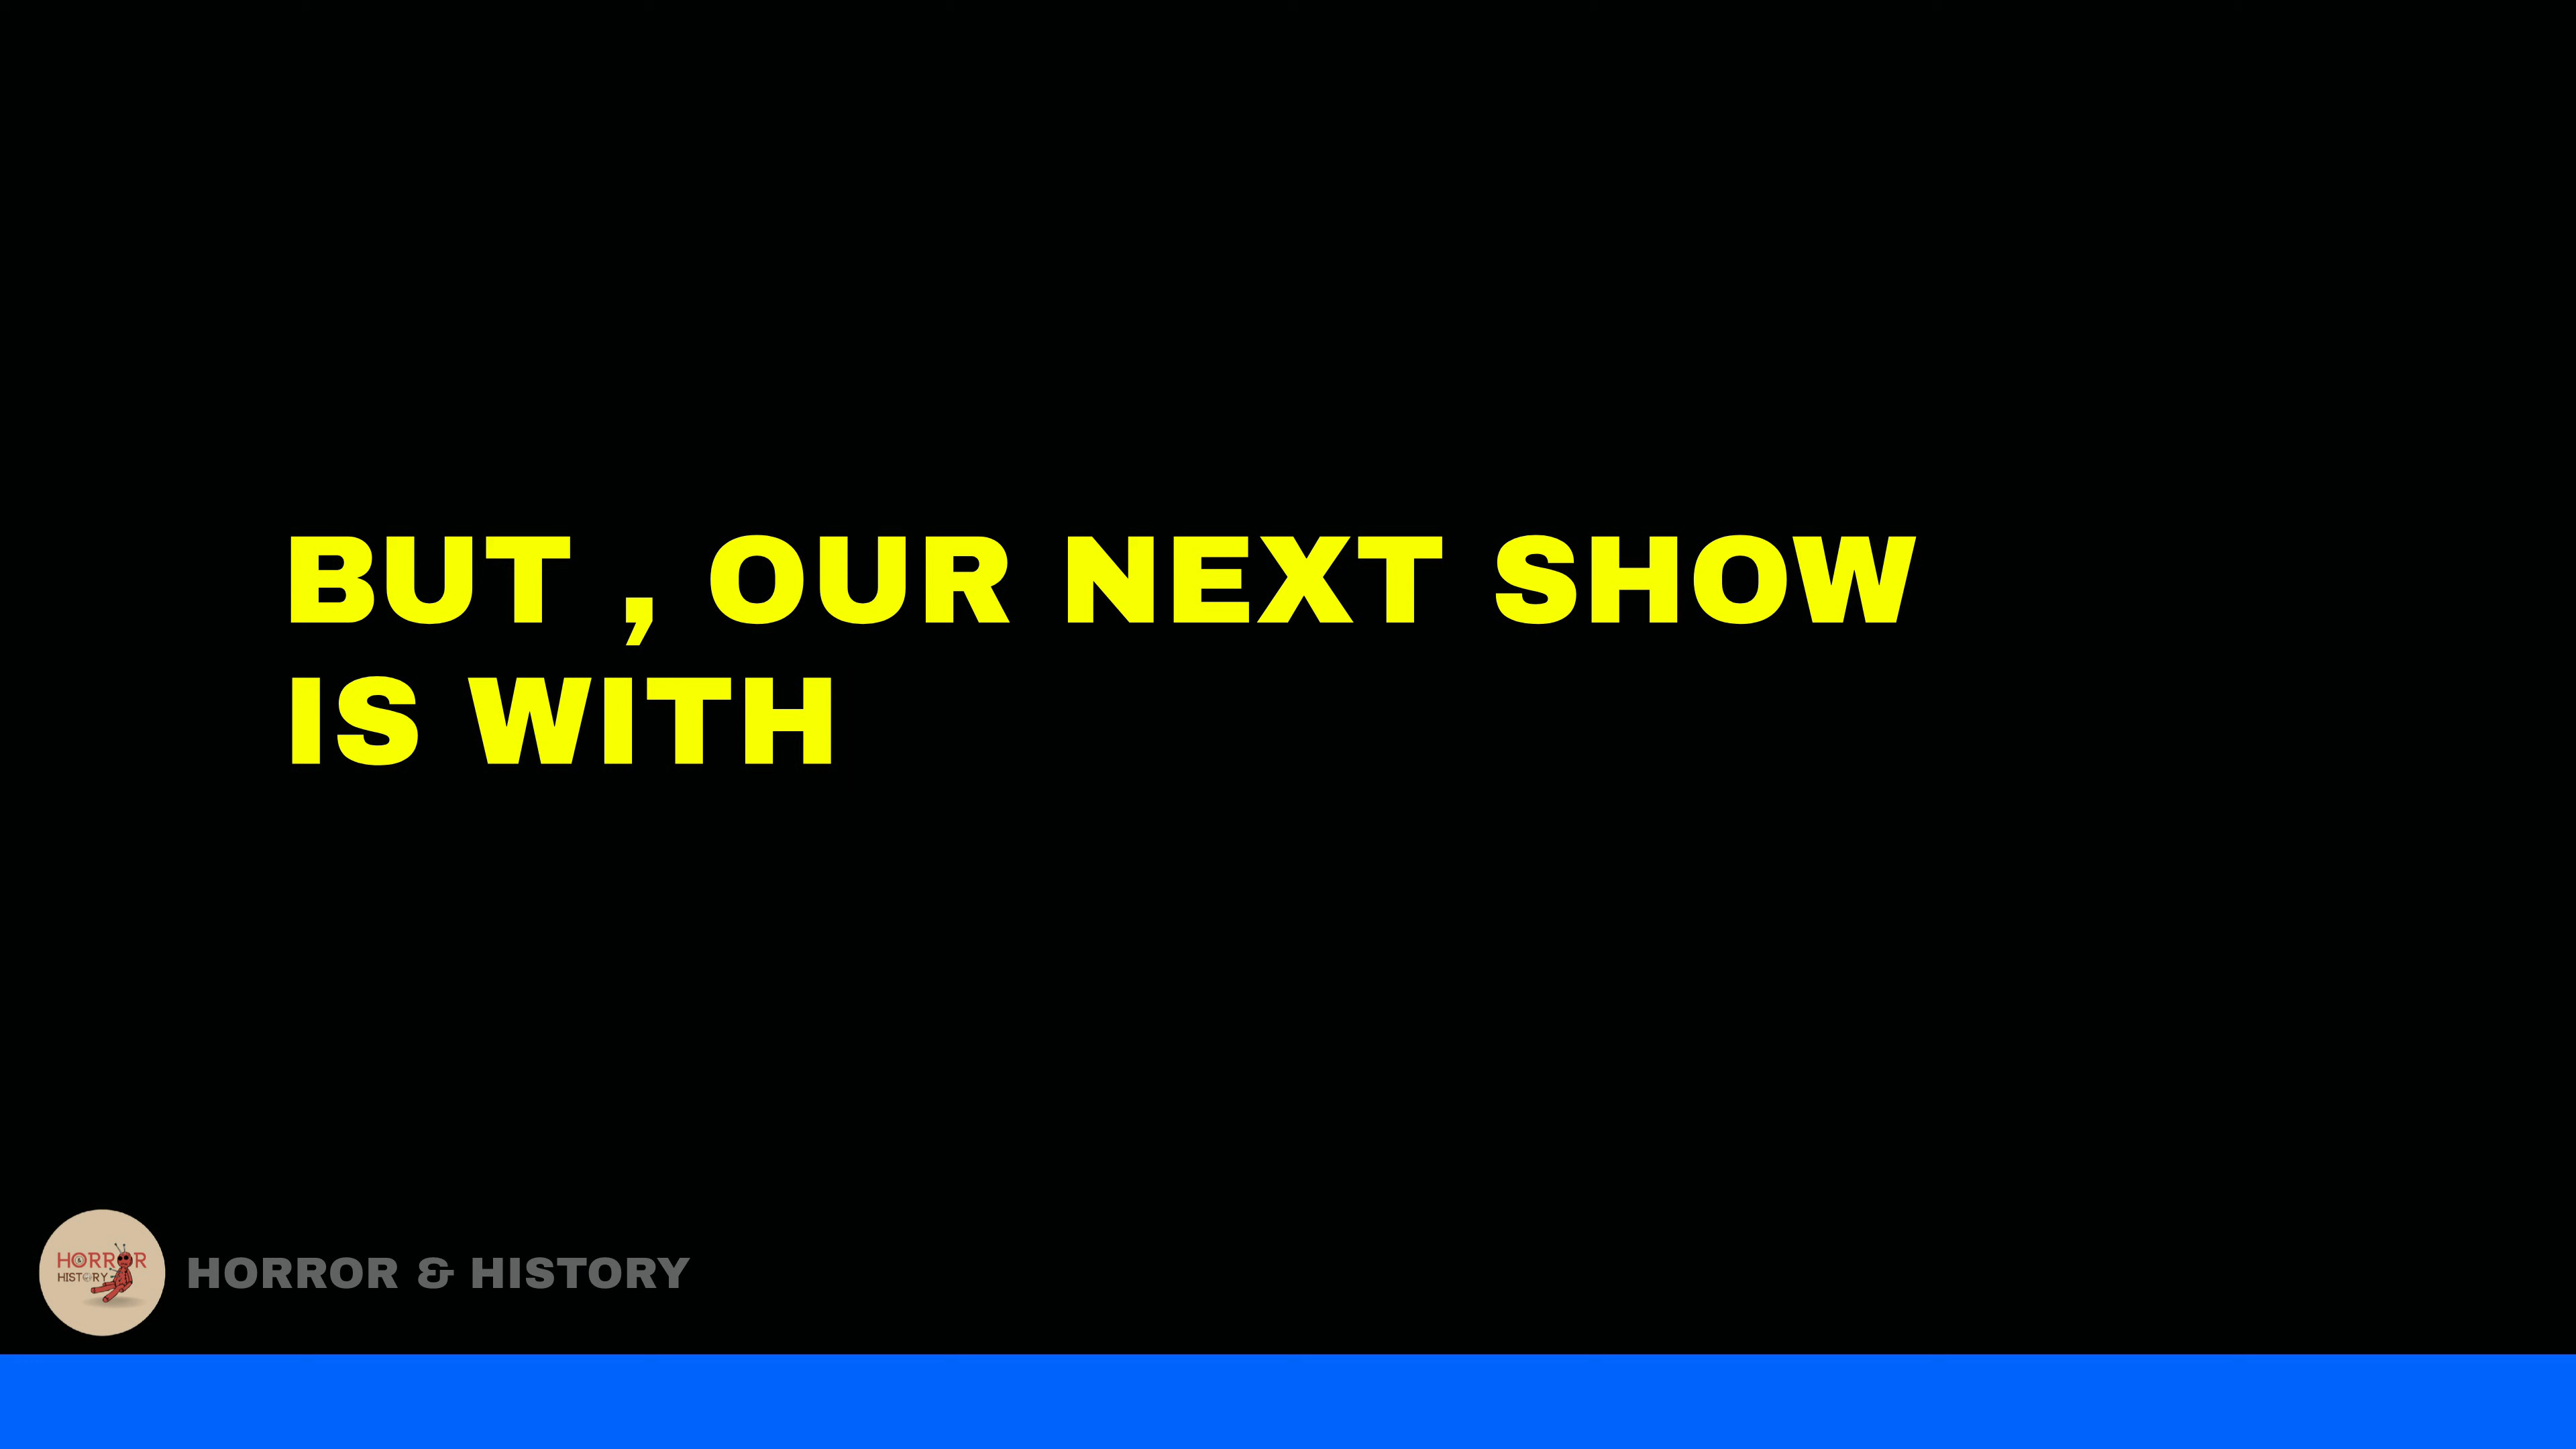 BUT , OUR NEXT SHOW
IS WITH
HORROR
&
HISTORY
HORROR & HISTORY